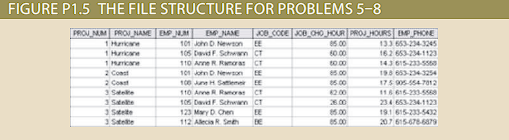 FIGURE P1.5 THE FILE STRUCTURE FOR PROBLEMS 5–8
PROJ_NUM PROJ_NAME EMP_NUM EMP_NAME JOB_CODE JOB_CHG_HOUR PROJ_HOURS EMP_PHONE
1 Hurricane 101 John D. Newson EE 85.00 13.3 653-234-3245
1 Hurricane 105 David F. Schwann CT 60.00 16.2 653-234-1123
1 Hurricane 110 Anne R. Ramoras CT 60.00 14.3 615-233-5568
2 Coast 101 John D. Newson EE 85.00 19.8 653-234-3254
2 Coast 108 June H. Sattlemeir EE 85.00 17.5 905-554-7812
3 Satellite 110 Anne R. Ramoras CT 62.00 11.6 615-233-5568
3 Satellite 105 David F. Schwann CT 26.00 23.4 653-234-1123
3 Satellite 123 Mary D. Chen EE 85.00 19.1 615-233-5432
3 Satellite 112 Allecia R. Smith BE 85.00 20.7 615-678-6879